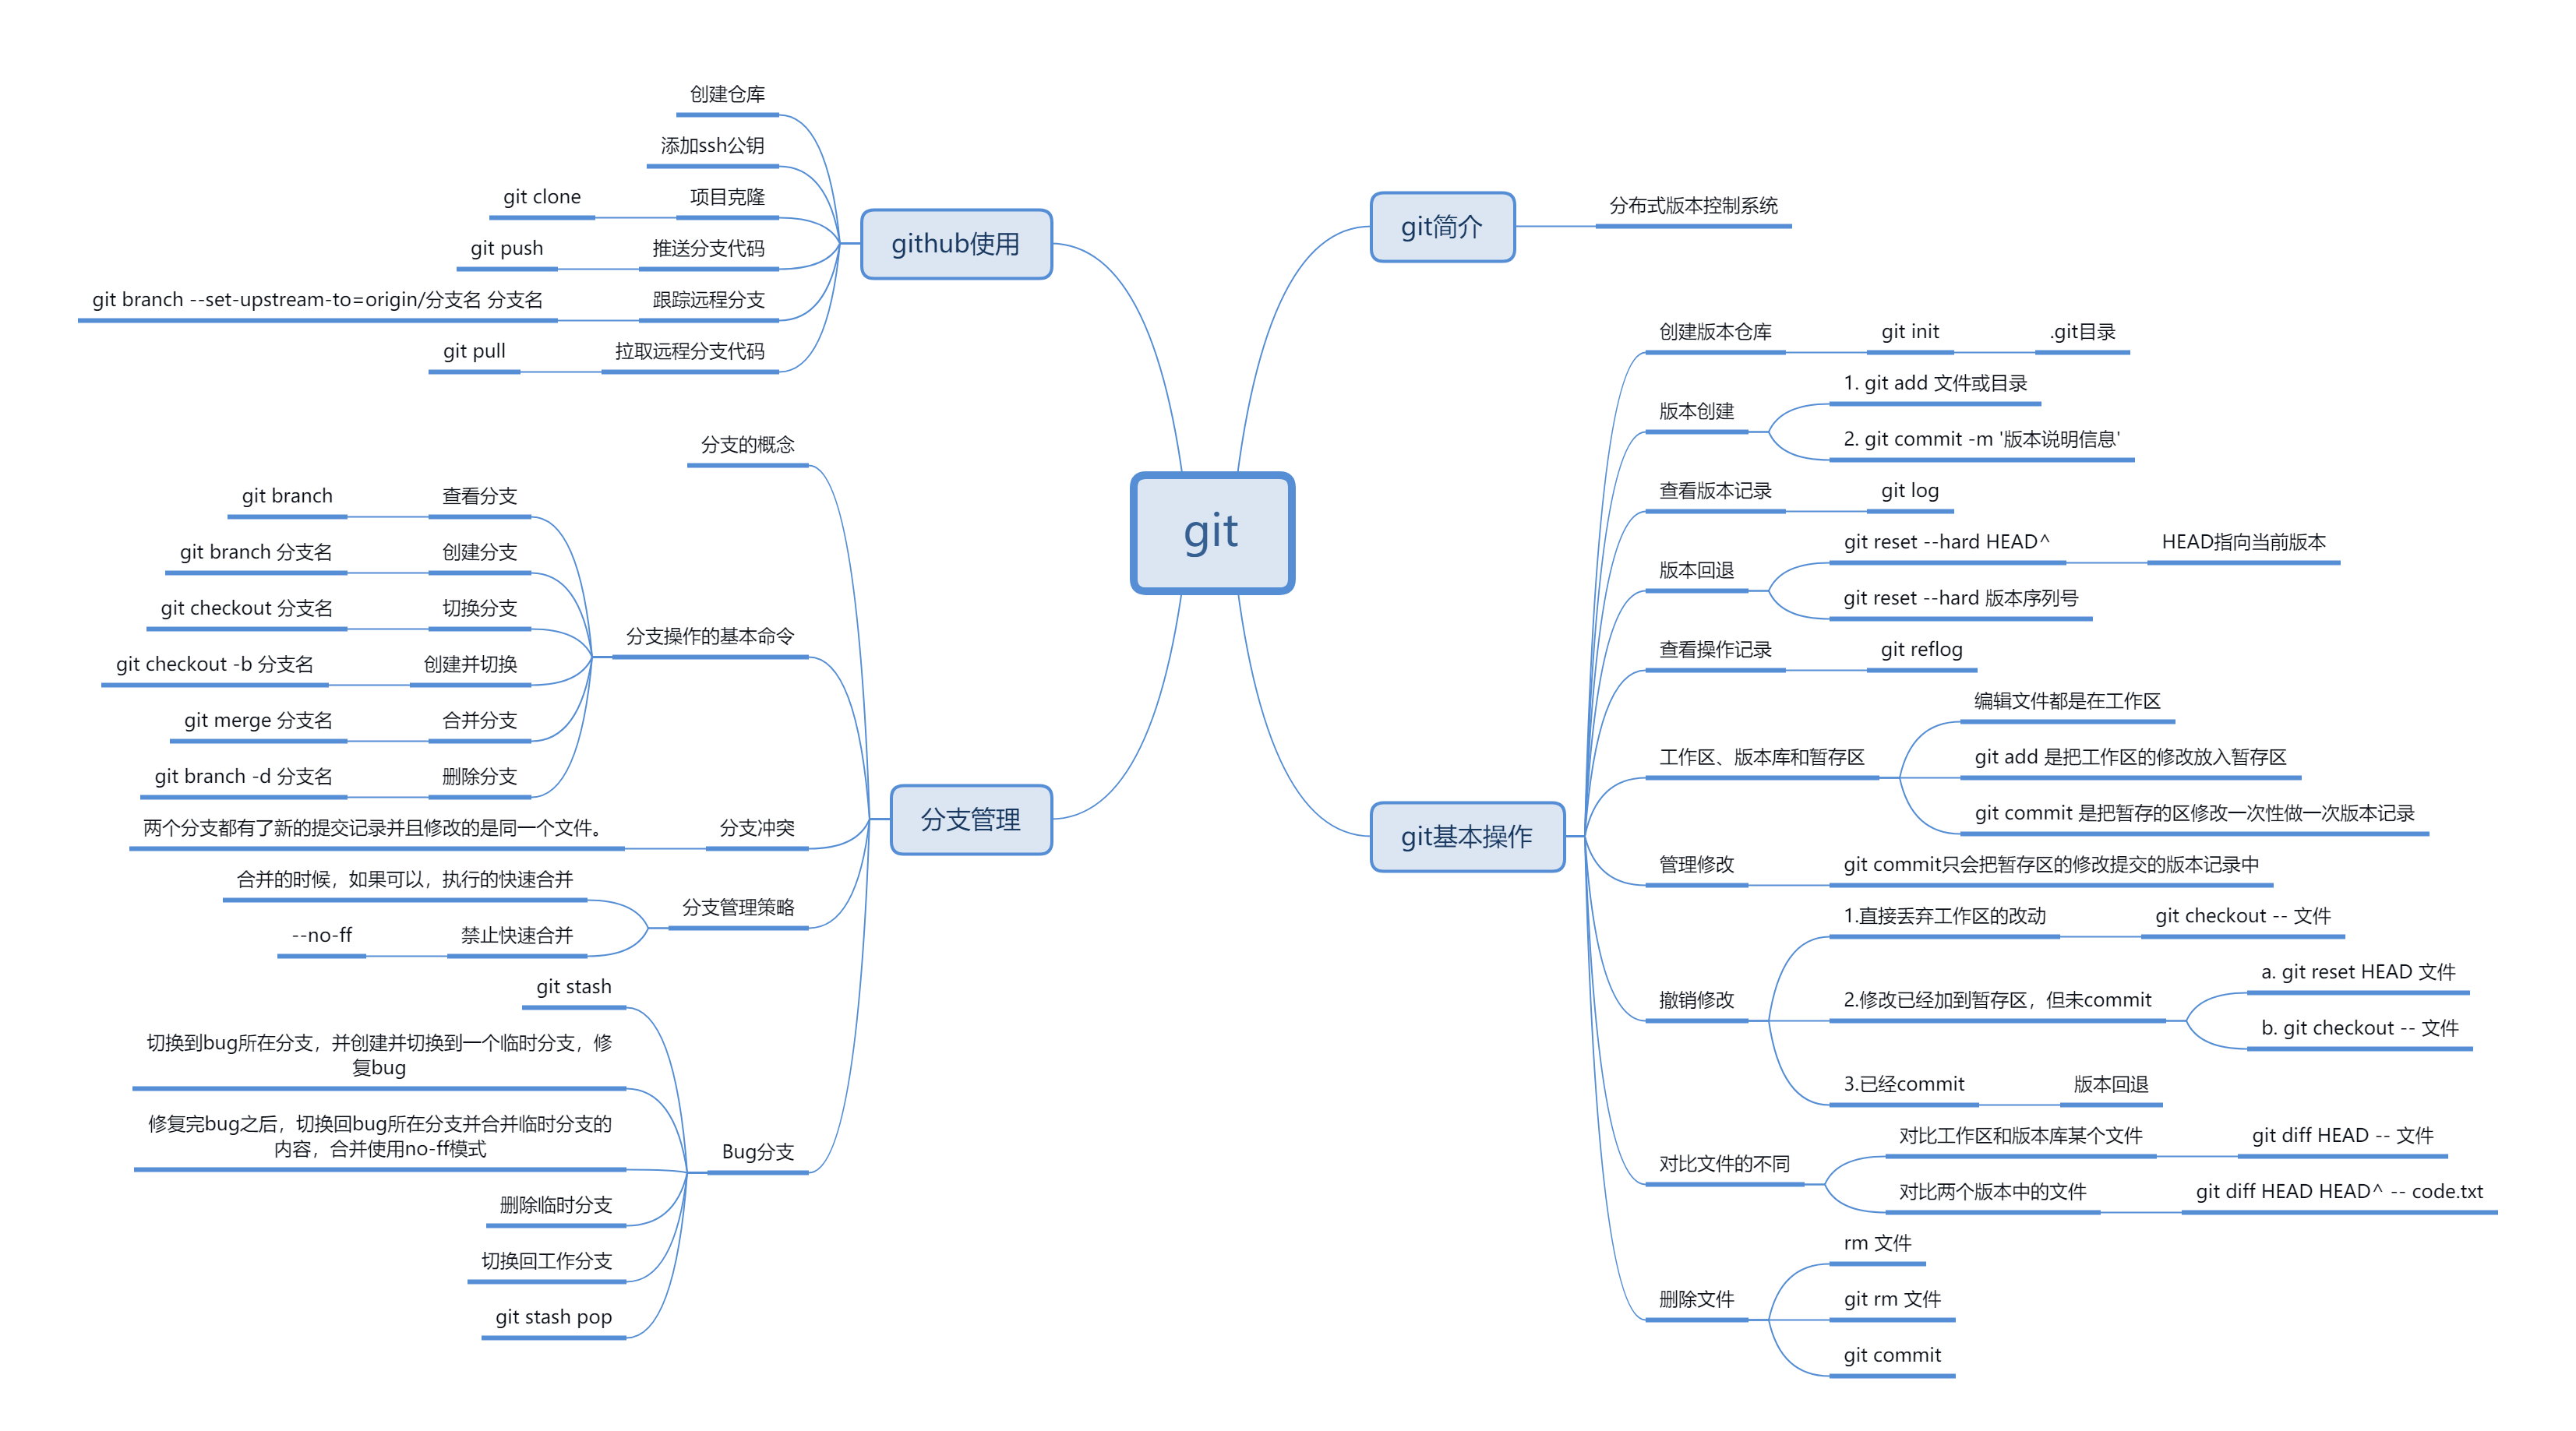 git
git简介
分布式版本控制系统
git基本操作
创建版本仓库
git init
.git目录
版本创建
1. git add 文件或目录
2. git commit -m '版本说明信息'
查看版本记录
git log
版本回退
git reset --hard HEAD^
HEAD指向当前版本
git reset --hard 版本序列号
查看操作记录
git reflog
工作区、版本库和暂存区
编辑文件都是在工作区
git add 是把工作区的修改放入暂存区
git commit 是把暂存的区修改一次性做一次版本记录
管理修改
git commit只会把暂存区的修改提交的版本记录中
撤销修改
1.直接丢弃工作区的改动
git checkout -- 文件
2.修改已经加到暂存区，但未commit
a. git reset HEAD 文件
b. git checkout -- 文件
3.已经commit
版本回退
对比文件的不同
对比工作区和版本库某个文件
git diff HEAD -- 文件
对比两个版本中的文件
git diff HEAD HEAD^ -- code.txt
删除文件
rm 文件
git rm 文件
git commit
github使用
创建仓库
添加ssh公钥
项目克隆
git clone
推送分支代码
git push
跟踪远程分支
git branch --set-upstream-to=origin/分支名 分支名
拉取远程分支代码
git pull
分支管理
分支的概念
分支操作的基本命令
查看分支
git branch
创建分支
git branch 分支名
切换分支
git checkout 分支名
创建并切换
git checkout -b 分支名
合并分支
git merge 分支名
删除分支
git branch -d 分支名
分支冲突
两个分支都有了新的提交记录并且修改的是同一个文件。
分支管理策略
合并的时候，如果可以，执行的快速合并
禁止快速合并
--no-ff
Bug分支
git stash
切换到bug所在分支，并创建并切换到一个临时分支，修
复bug
修复完bug之后，切换回bug所在分支并合并临时分支的
内容，合并使用no-ff模式
删除临时分支
切换回工作分支
git stash pop